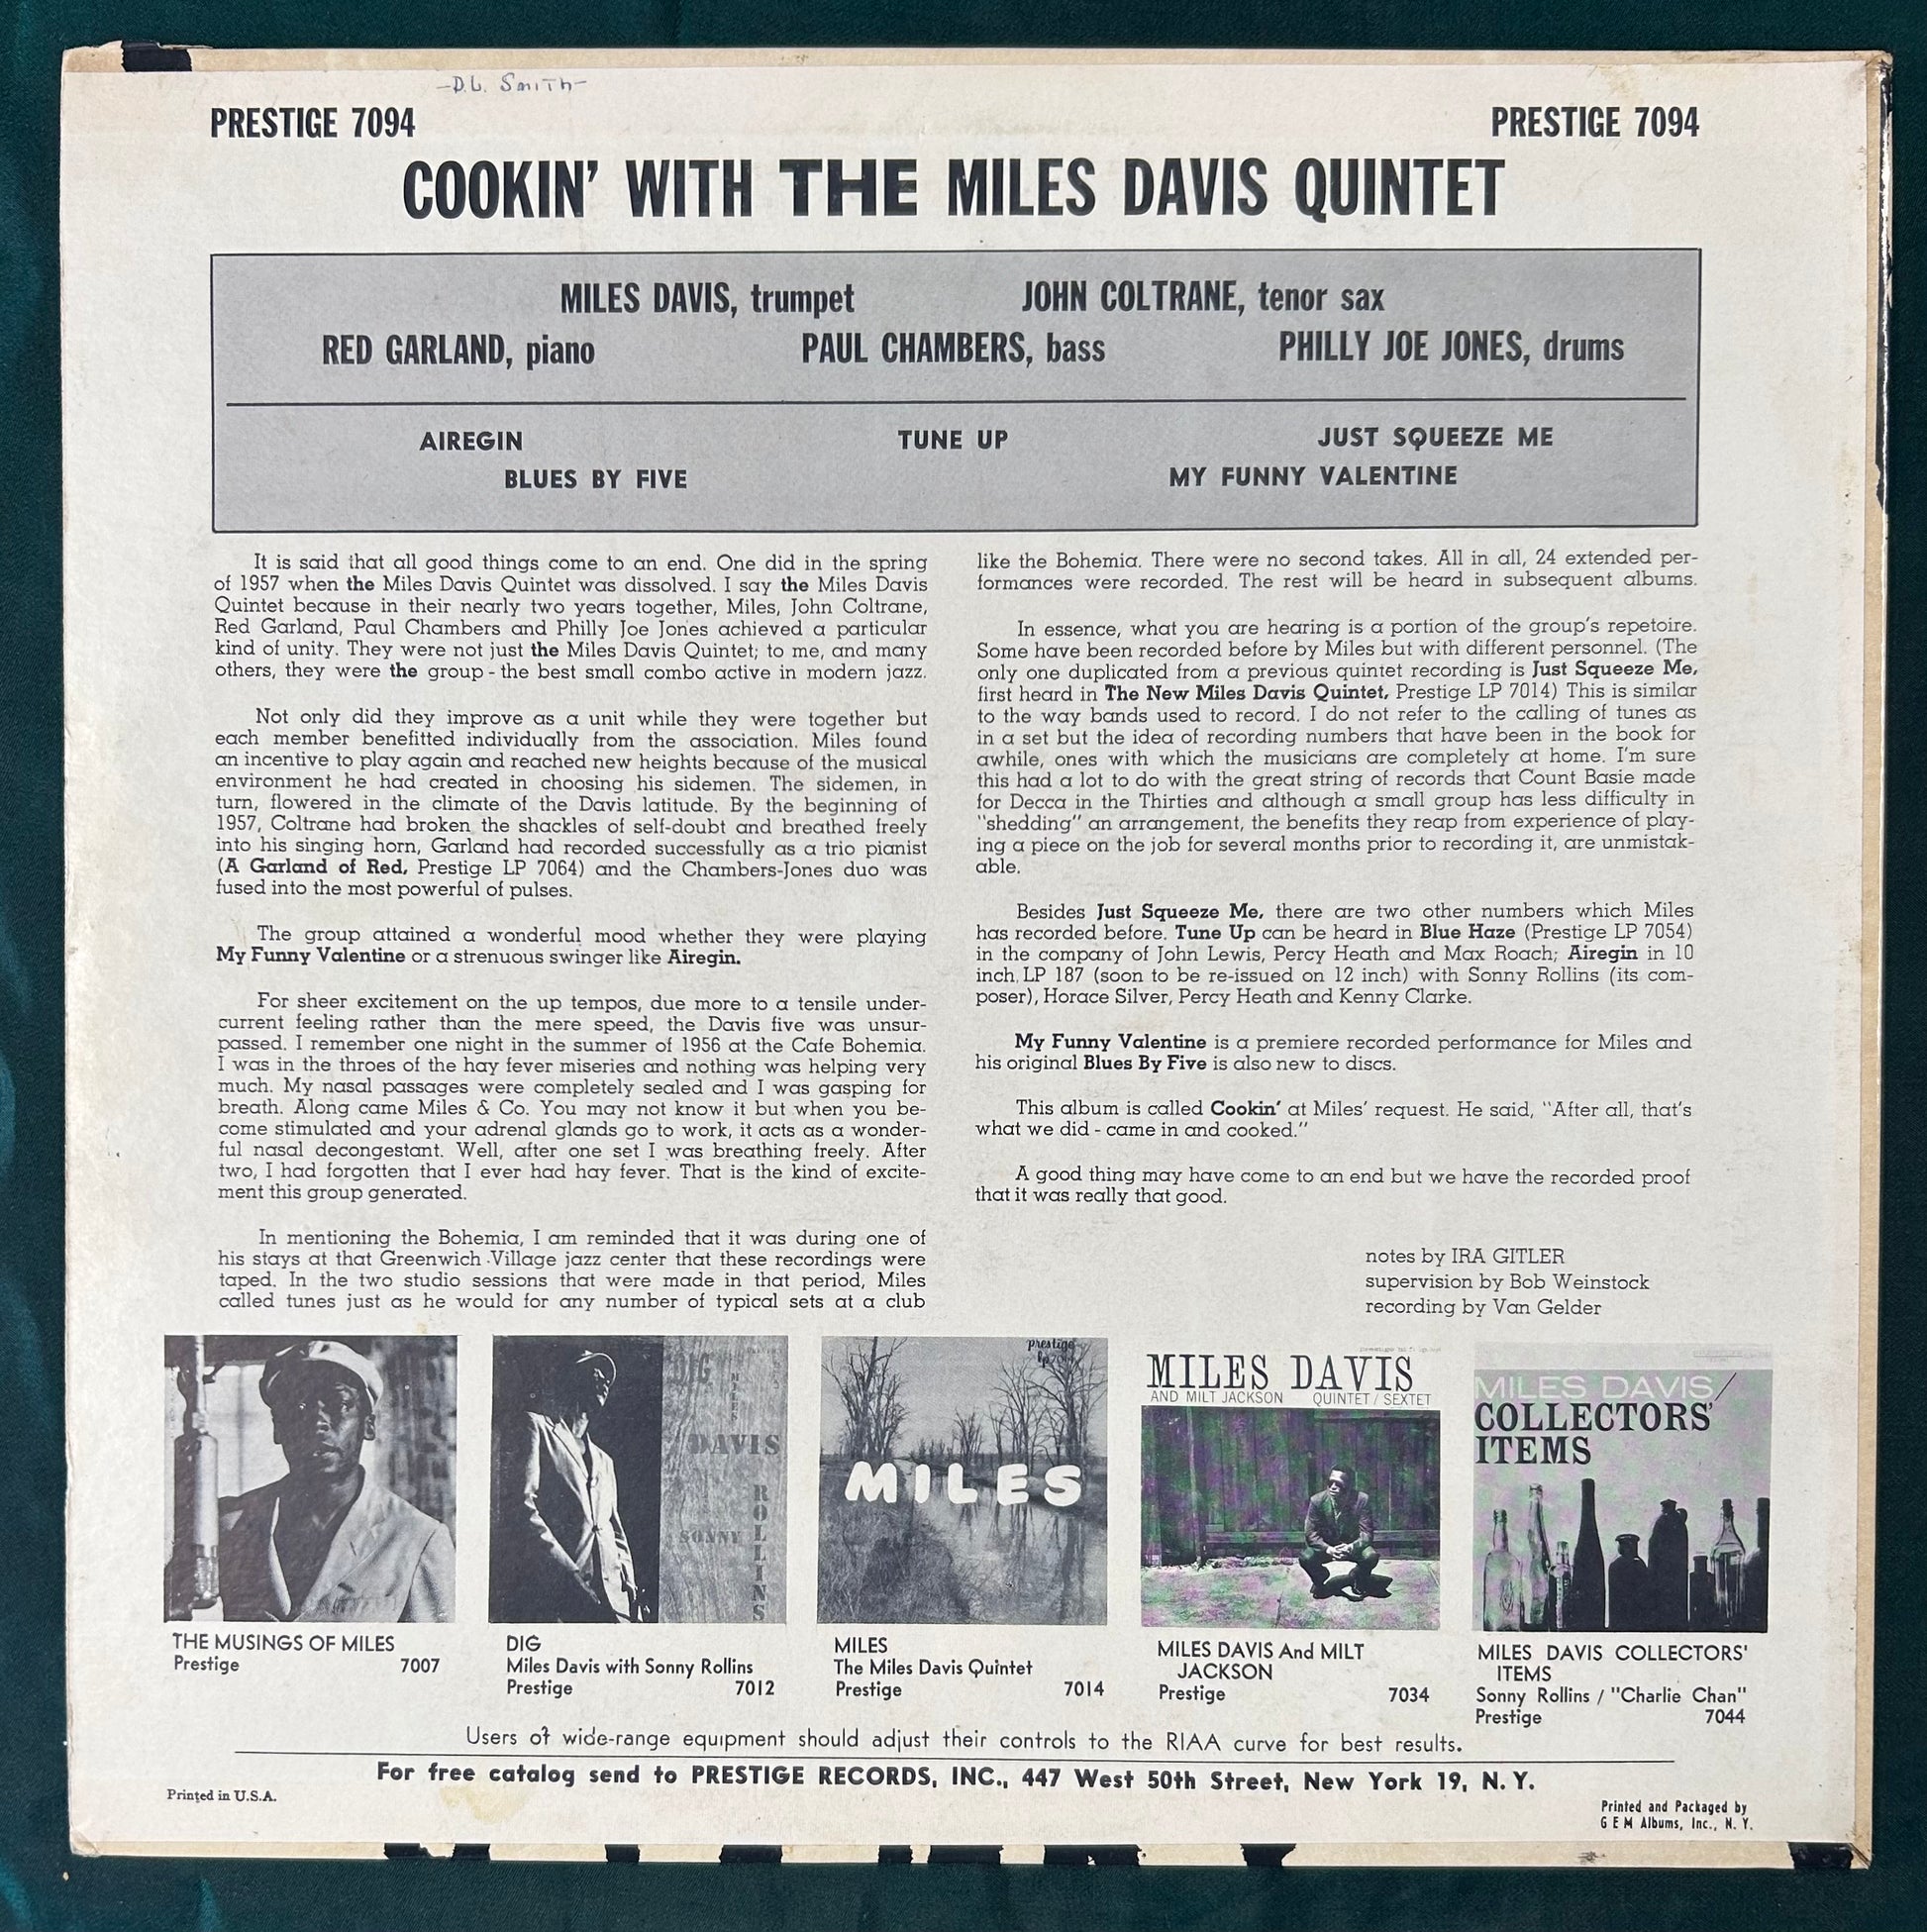 -D.L. Smith-
PRESTIGE 7094
PRESTIGE 7094
COOKIN' WITH THE MILES DAVIS QUINTET
MILES DAVIS, trumpet JOHN COLTRANE, tenor sax
RED GARLAND, piano PAUL CHAMBERS, bass PHILLY JOE JONES, drums
AIREGIN TUNE UP JUST SQUEEZE ME
BLUES BY FIVE MY FUNNY VALENTINE
It is said that all good things come to an end. One did in the spring
of 1957 when the Miles Davis Quintet was dissolved. I say the Miles Davis
Quintet because in their nearly two years together, Miles, John Coltrane,
Red Garland, Paul Chambers and Philly Joe Jones achieved a particular
kind of unity. They were not just the Miles Davis Quintet; to me, and many
others, they were the group - the best small combo active in modern jazz.
Not only did they improve as a unit while they were together but
each member benefitted individually from the association. Miles found
an incentive to play again and reached new heights because of the musical
environment he had created in choosing his sidemen. The sidemen, in
turn, flowered in the climate of the Davis latitude. By the beginning of
1957, Coltrane had broken the shackles of self-doubt and breathed freely
into his singing horn, Garland had recorded successfully as a trio pianist
(A Garland of Red, Prestige LP 7064) and the Chambers-Jones duo was
fused into the most powerful of pulses.
The group attained a wonderful mood whether they were playing
My Funny Valentine or a strenuous swinger like Airegin.
For sheer excitement on the up tempos, due more to a tensile under-
current feeling rather than the mere speed, the Davis five was unsur-
passed. I remember one night in the summer of 1956 at the Cafe Bohemia.
I was in the throes of the hay fever miseries and nothing was helping very
much. My nasal passages were completely sealed and I was gasping for
breath. Along came Miles & Co. You may not know it but when you be-
come stimulated and your adrenal glands go to work, it acts as a wonder-
ful nasal decongestant. Well, after one set I was breathing freely. After
two, I had forgotten that I ever had hay fever. That is the kind of excite-
ment this group generated.
In mentioning the Bohemia, I am reminded that it was during one of
his stays at that Greenwich Village jazz center that these recordings were
taped. In the two studio sessions that were made in that period, Miles
called tunes just as he would for any number of typical sets at a club
like the Bohemia. There were no second takes. All in all, 24 extended per-
formances were recorded. The rest will be heard in subsequent albums.
In essence, what you are hearing is a portion of the group's repetoire.
Some have been recorded before by Miles but with different personnel. (The
only one duplicated from a previous quintet recording is Just Squeeze Me,
first heard in The New Miles Davis Quintet, Prestige LP 7014) This is similar
to the way bands used to record. I do not refer to the calling of tunes as
in a set but the idea of recording numbers that have been in the book for
awhile, ones with which the musicians are completely at home. I'm sure
this had a lot to do with the great string of records that Count Basie made
for Decca in the Thirties and although a small group has less difficulty in
"shedding" an arrangement, the benefits they reap from experience of play-
ing a piece on the job for several months prior to recording it, are unmistak-
able.
Besides Just Squeeze Me, there are two other numbers which Miles
has recorded before. Tune Up can be heard in Blue Haze (Prestige LP 7054)
in the company of John Lewis, Percy Heath and Max Roach; Airegin in 10
inch LP 187 (soon to be re-issued on 12 inch) with Sonny Rollins (its com-
poser), Horace Silver, Percy Heath and Kenny Clarke.
My Funny Valentine is a premiere recorded performance for Miles and
his original Blues By Five is also new to discs.
This album is called Cookin' at Miles' request. He said, "After all, that's
what we did - came in and cooked."
A good thing may have come to an end but we have the recorded proof
that it was really that good.
notes by IRA GITLER
supervision by Bob Weinstock
recording by Van Gelder
DIG
MILES
DAVIS
SONNY
ROLLINS
prestige
MILES
MILES DAVIS
AND MILT JACKSON QUINTET / SEXTET
MILES DAVIS
COLLECTORS'
ITEMS
THE MUSINGS OF MILES
Prestige 7007
DIG
Miles Davis with Sonny Rollins
Prestige 7012
MILES
The Miles Davis Quintet
Prestige 7014
MILES DAVIS And MILT
JACKSON
Prestige 7034
MILES DAVIS COLLECTORS'
ITEMS
Sonny Rollins / "Charlie Chan"
Prestige 7044
Users of wide-range equipment should adjust their controls to the RIAA curve for best results.
For free catalog send to PRESTIGE RECORDS, INC., 447 West 50th Street, New York 19, N. Y.
Printed in U.S.A.
Printed and Packaged by
G E M Albums, Inc., N. Y.